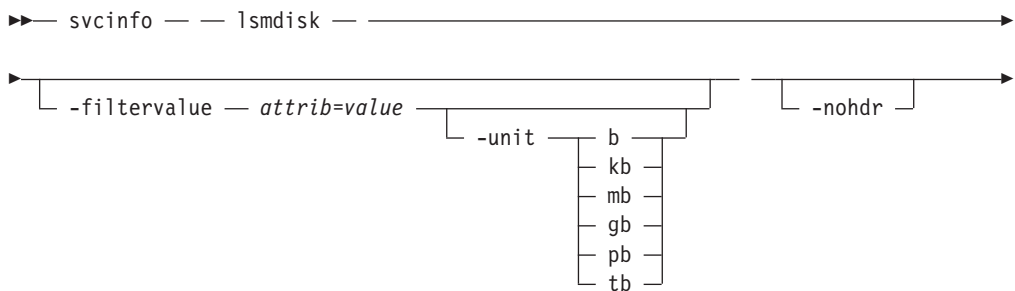 svcinfo lsmdisk
-filtervalue attrib=value -nohdr
-unit b
kb
mb
gb
pb
tb